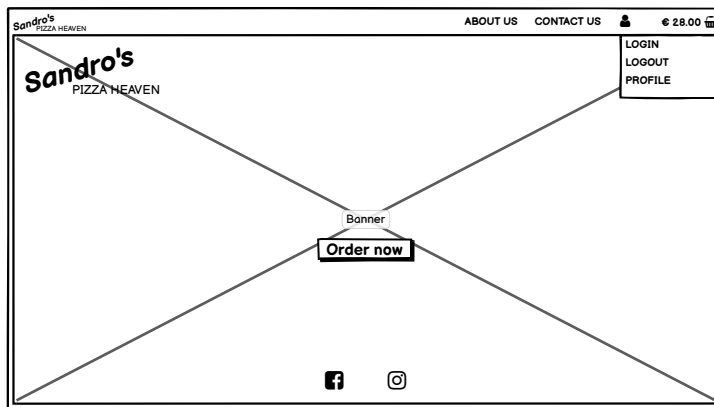 Sandro's
PIZZA HEAVEN
ABOUT US CONTACT US € 28.00
LOGIN
LOGOUT
PROFILE
Sandro's
PIZZA HEAVEN
Banner
Order now